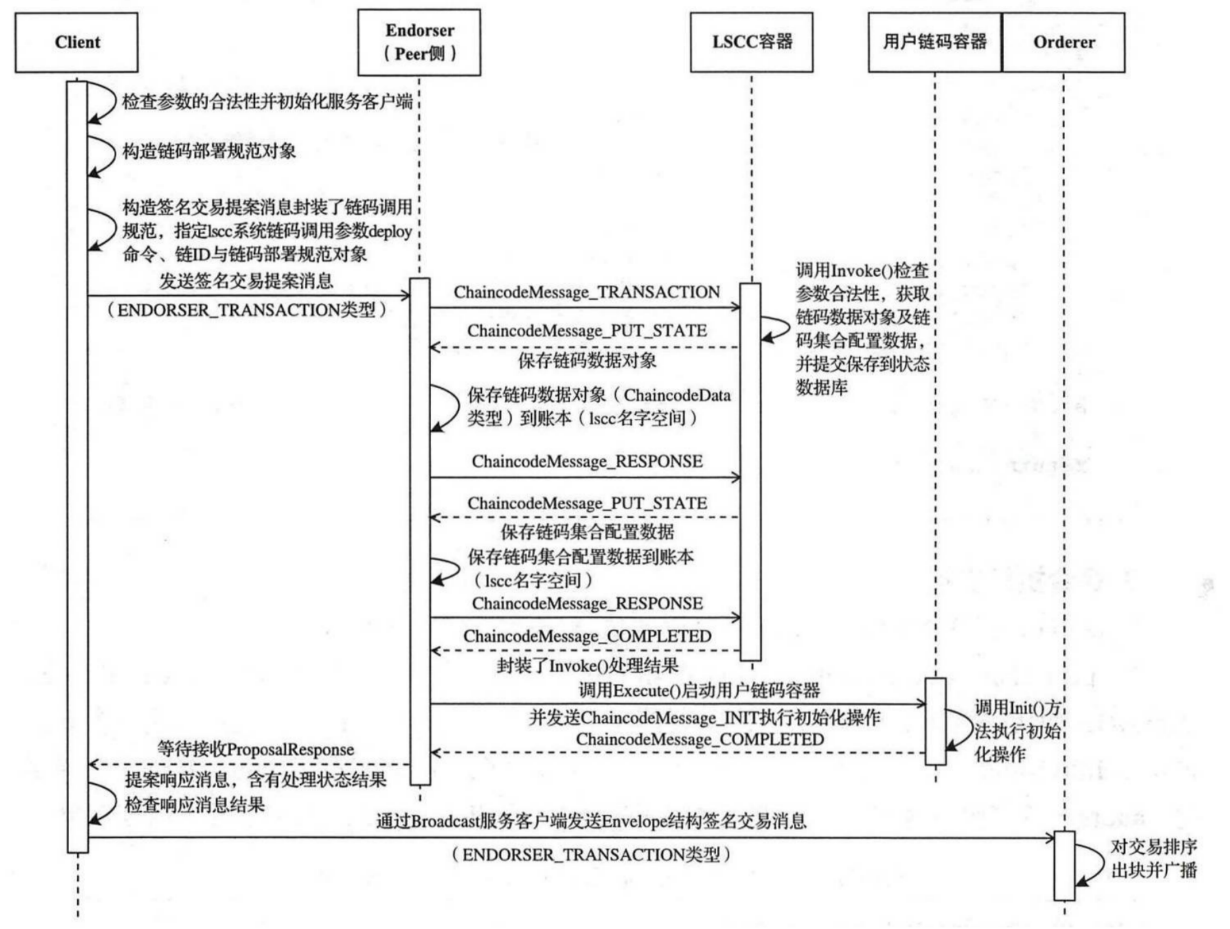 Client
Endorser
（Peer侧）
LSCC容器
用户链码容器
Orderer
检查参数的合法性并初始化服务客户端
构造链码部署规范对象
构造签名交易提案消息封装了链码调用
规范，指定lscc系统链码调用参数deploy
命令、链ID与链码部署规范对象
发送签名交易提案消息
（ENDORSER_TRANSACTION类型）
ChaincodeMessage_TRANSACTION
调用Invoke()检查
参数合法性，获取
链码数据对象及链
码集合配置数据，
并提交保存到状态
数据库
ChaincodeMessage_PUT_STATE
保存链码数据对象
保存链码数据对象（ChaincodeData
类型）到账本（lscc名字空间）
ChaincodeMessage_RESPONSE
ChaincodeMessage_PUT_STATE
保存链码集合配置数据
保存链码集合配置数据到账本
（lscc名字空间）
ChaincodeMessage_RESPONSE
ChaincodeMessage_COMPLETED
封装了Invoke()处理结果
调用Execute()启动用户链码容器
并发送ChaincodeMessage_INIT执行初始化操作
调用Init()方
法执行初始
化操作
ChaincodeMessage_COMPLETED
等待接收ProposalResponse
提案响应消息，含有处理状态结果
检查响应消息结果
通过Broadcast服务客户端发送Envelope结构签名交易消息
（ENDORSER_TRANSACTION类型）
对交易排序
出块并广播